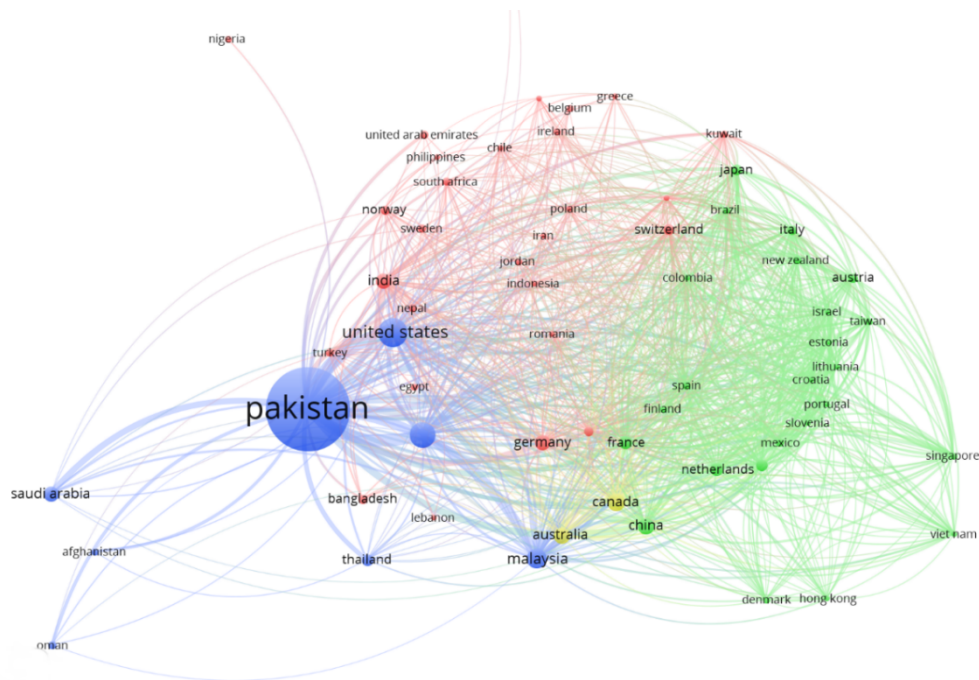 nigeria
greece
belgium
ireland
united arab emirates
kuwait
chile
philippines
japan
south africa
norway
poland
brazil
sweden
switzerland
italy
iran
jordan
new zealand
india
indonesia
colombia
austria
nepal
israel
taiwan
united states
romania
estonia
turkey
lithuania
egypt
spain
croatia
pakistan
finland
portugal
slovenia
germany
france
mexico
singapore
netherlands
saudi arabia
bangladesh
canada
lebanon
china
australia
viet nam
afghanistan
thailand
malaysia
denmark
hong kong
oman